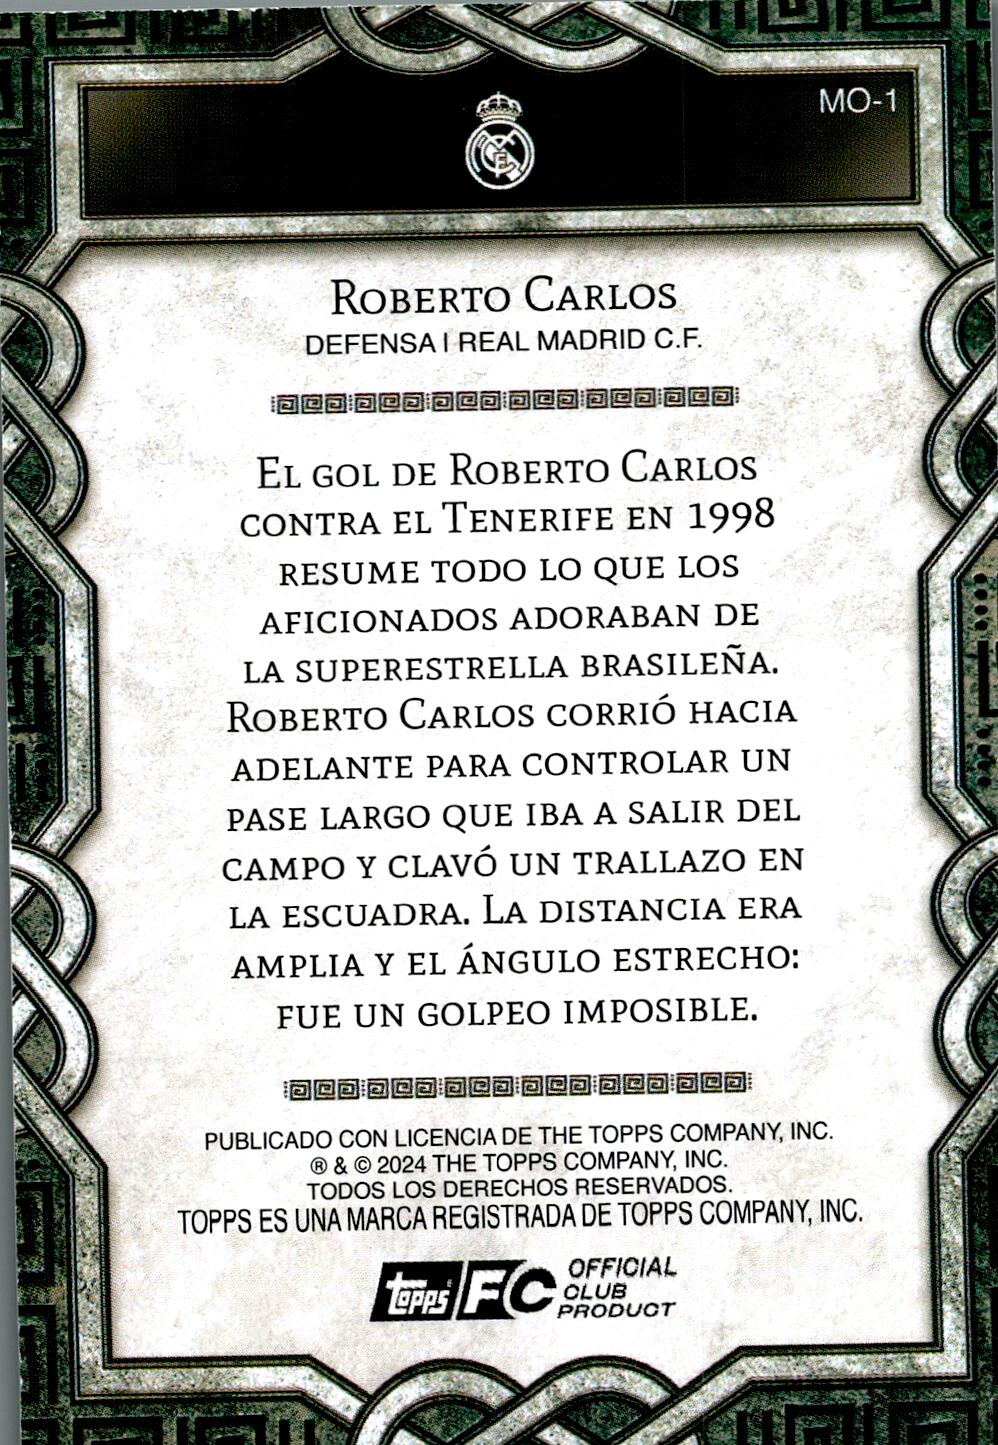 MO-1
Roberto Carlos
DEFENSA | REAL MADRID C.F.
El gol de Roberto Carlos
contra el Tenerife en 1998
resume todo lo que los
aficionados adoraban de
la superestrella brasileña.
Roberto Carlos corrió hacia
adelante para controlar un
pase largo que iba a salir del
campo y clavó un trallazo en
la escuadra. La distancia era
amplia y el ángulo estrecho:
fue un golpeo imposible.
PUBLICADO CON LICENCIA DE THE TOPPS COMPANY, INC.
® & © 2024 THE TOPPS COMPANY, INC.
TODOS LOS DERECHOS RESERVADOS.
TOPPS ES UNA MARCA REGISTRADA DE TOPPS COMPANY, INC.
topps FC OFFICIAL
CLUB
PRODUCT